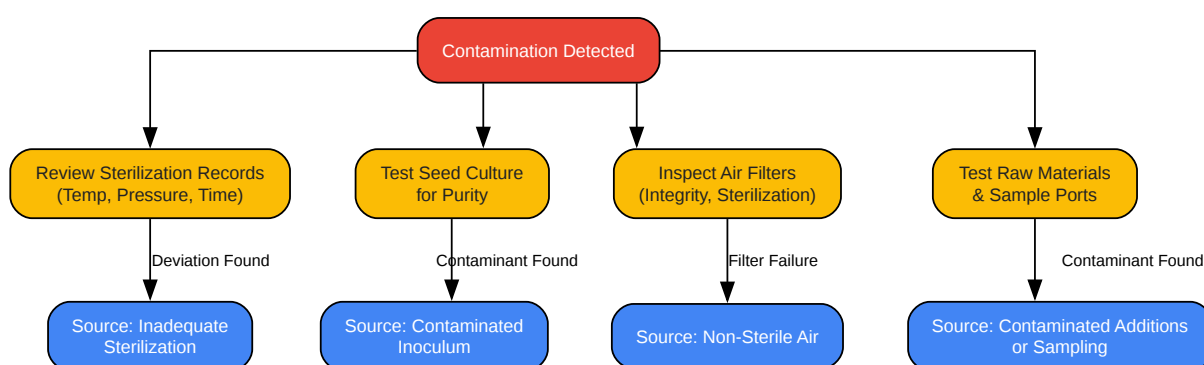 Contamination Detected
Review Sterilization Records
(Temp, Pressure, Time)
Test Seed Culture
for Purity
Inspect Air Filters
(Integrity, Sterilization)
Test Raw Materials
& Sample Ports
Deviation Found
Contaminant Found
Filter Failure
Contaminant Found
Source: Inadequate
Sterilization
Source: Contaminated
Inoculum
Source: Non-Sterile Air
Source: Contaminated Additions
or Sampling